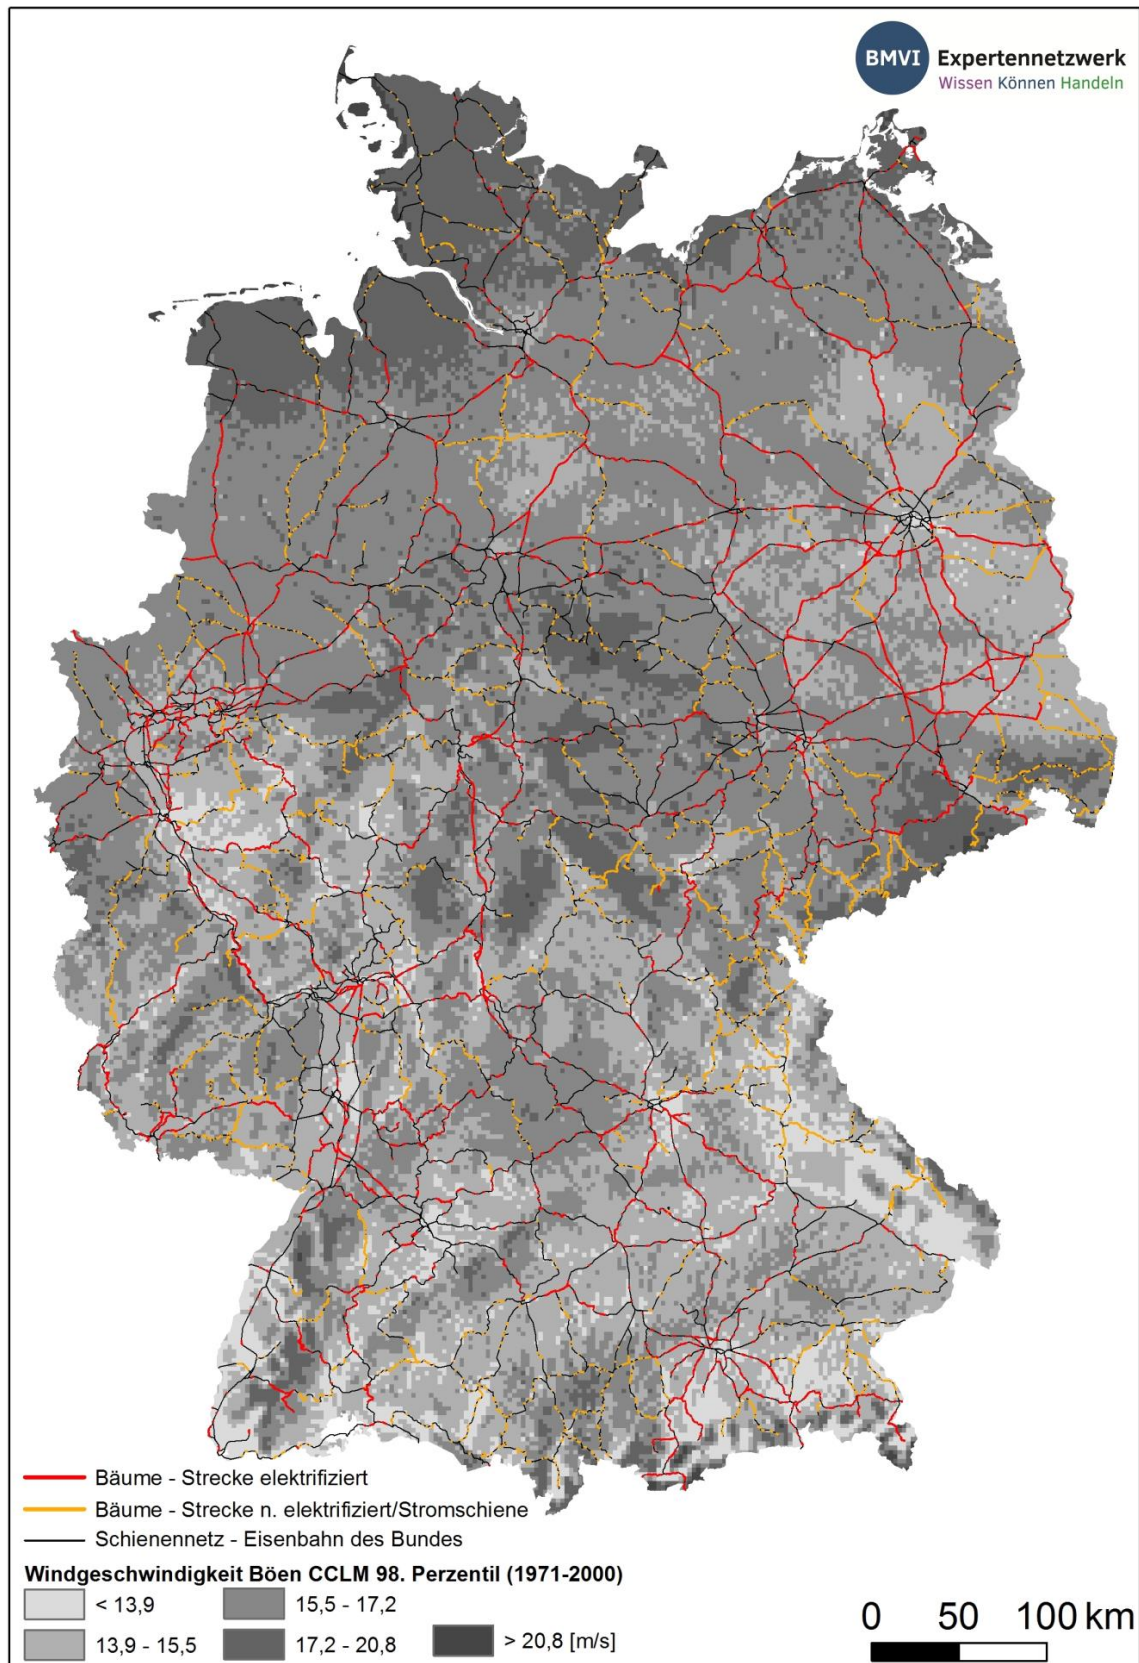 BMVI Expertennetzwerk
Wissen Können Handeln
Bäume - Strecke elektrifiziert
Bäume - Strecke n. elektrifiziert/Stromschiene
Schienennetz - Eisenbahn des Bundes
Windgeschwindigkeit Böen CCLM 98. Perzentil (1971-2000)
< 13,9
15,5 - 17,2
13,9 - 15,5
17,2 - 20,8
> 20,8 [m/s]
0 50 100 km